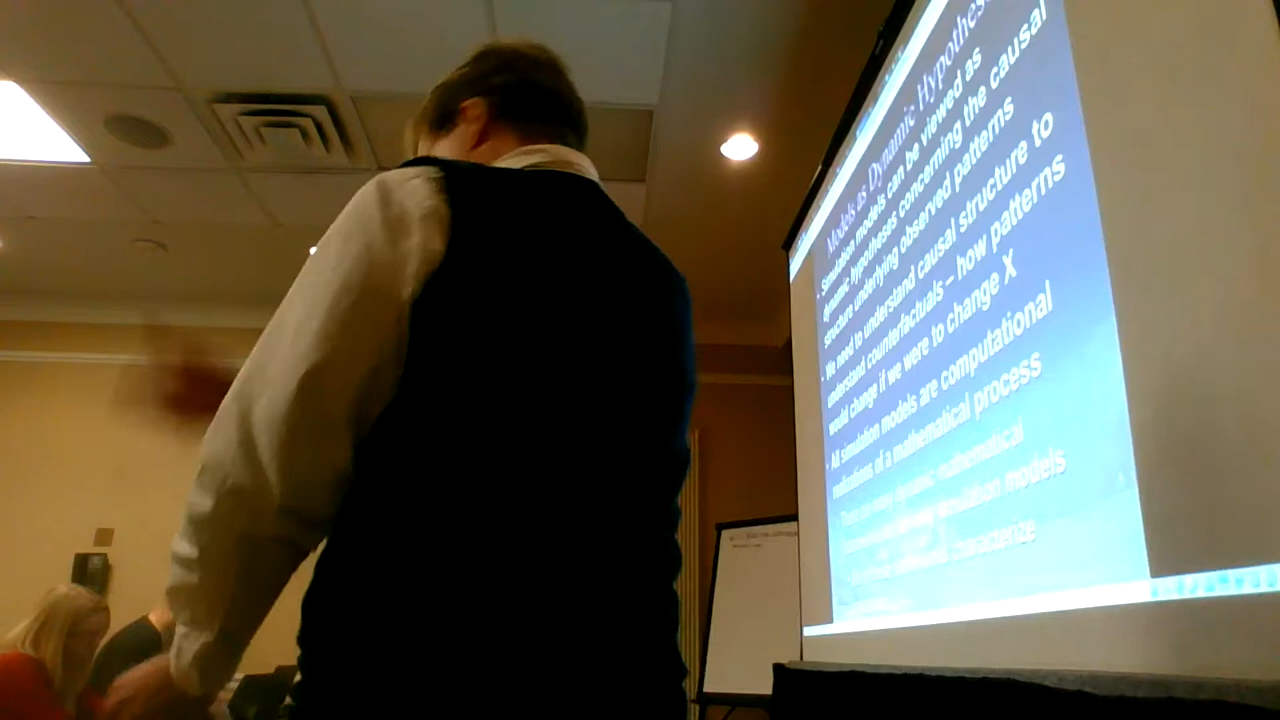 Models as Dynamic Hypothes
• Simulation models can be viewed as
dynamic hypotheses concerning the causal
structure underlying observed patterns
• We need to understand causal structure to
understand counterfactuals – how patterns
would change if we were to change X
• All simulation models are computational
realizations of a mathematical process
mathematical
simulation models
characterize